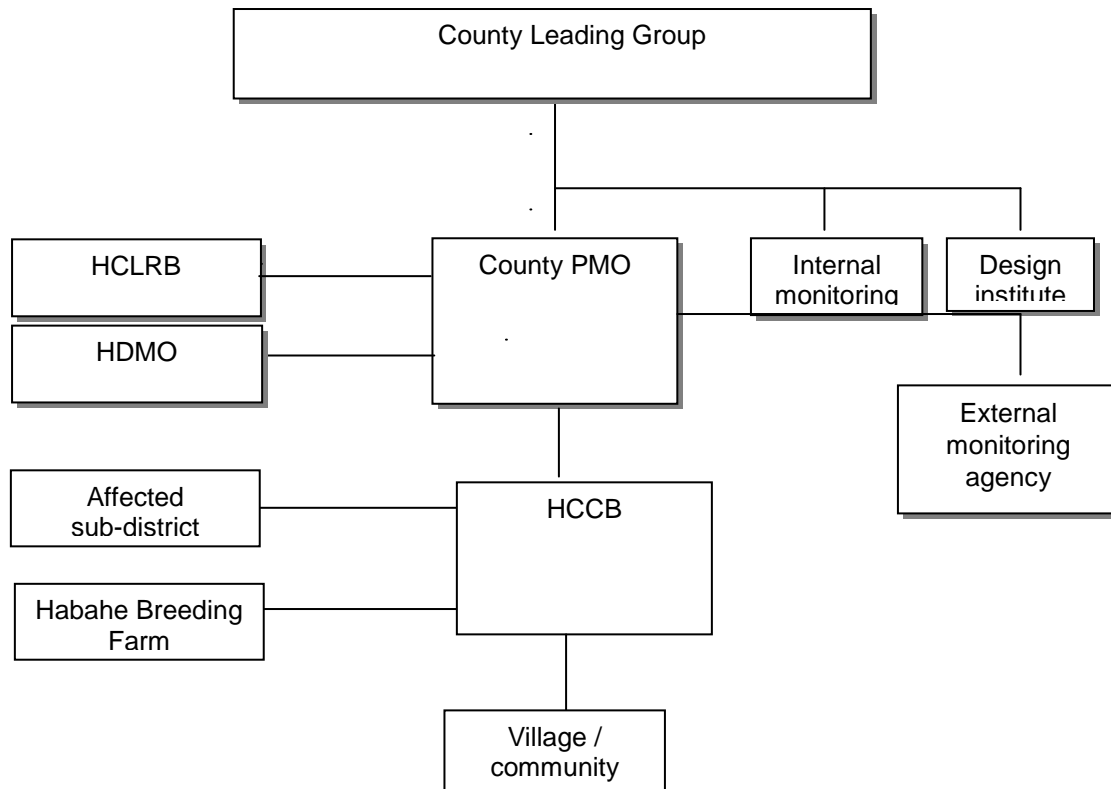 County Leading Group
HCLRB
County PMO
Internal
monitoring
Design
institute
HDMO
External
monitoring
agency
Affected
sub-district
HCCB
Habahe Breeding
Farm
Village /
community